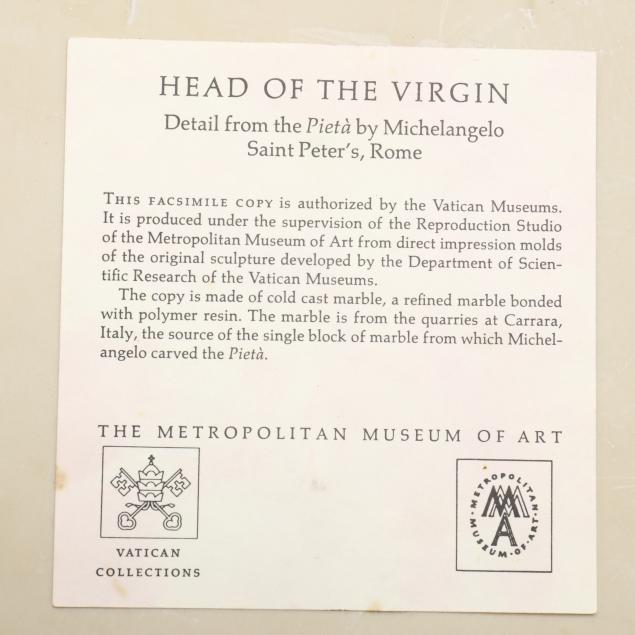 HEAD OF THE VIRGIN
Detail from the Pietà by Michelangelo
Saint Peter's, Rome
THIS FACSIMILE COPY is authorized by the Vatican Museums.
It is produced under the supervision of the Reproduction Studio
of the Metropolitan Museum of Art from direct impression molds
of the original sculpture developed by the Department of Scien-
tific Research of the Vatican Museums.
The copy is made of cold cast marble, a refined marble bonded
with polymer resin. The marble is from the quarries at Carrara,
Italy, the source of the single block of marble from which Michel-
angelo carved the Pietà.
THE METROPOLITAN MUSEUM OF ART
VATICAN
COLLECTIONS
METROPOLITAN
MUSEUM·OF·ART
MMA